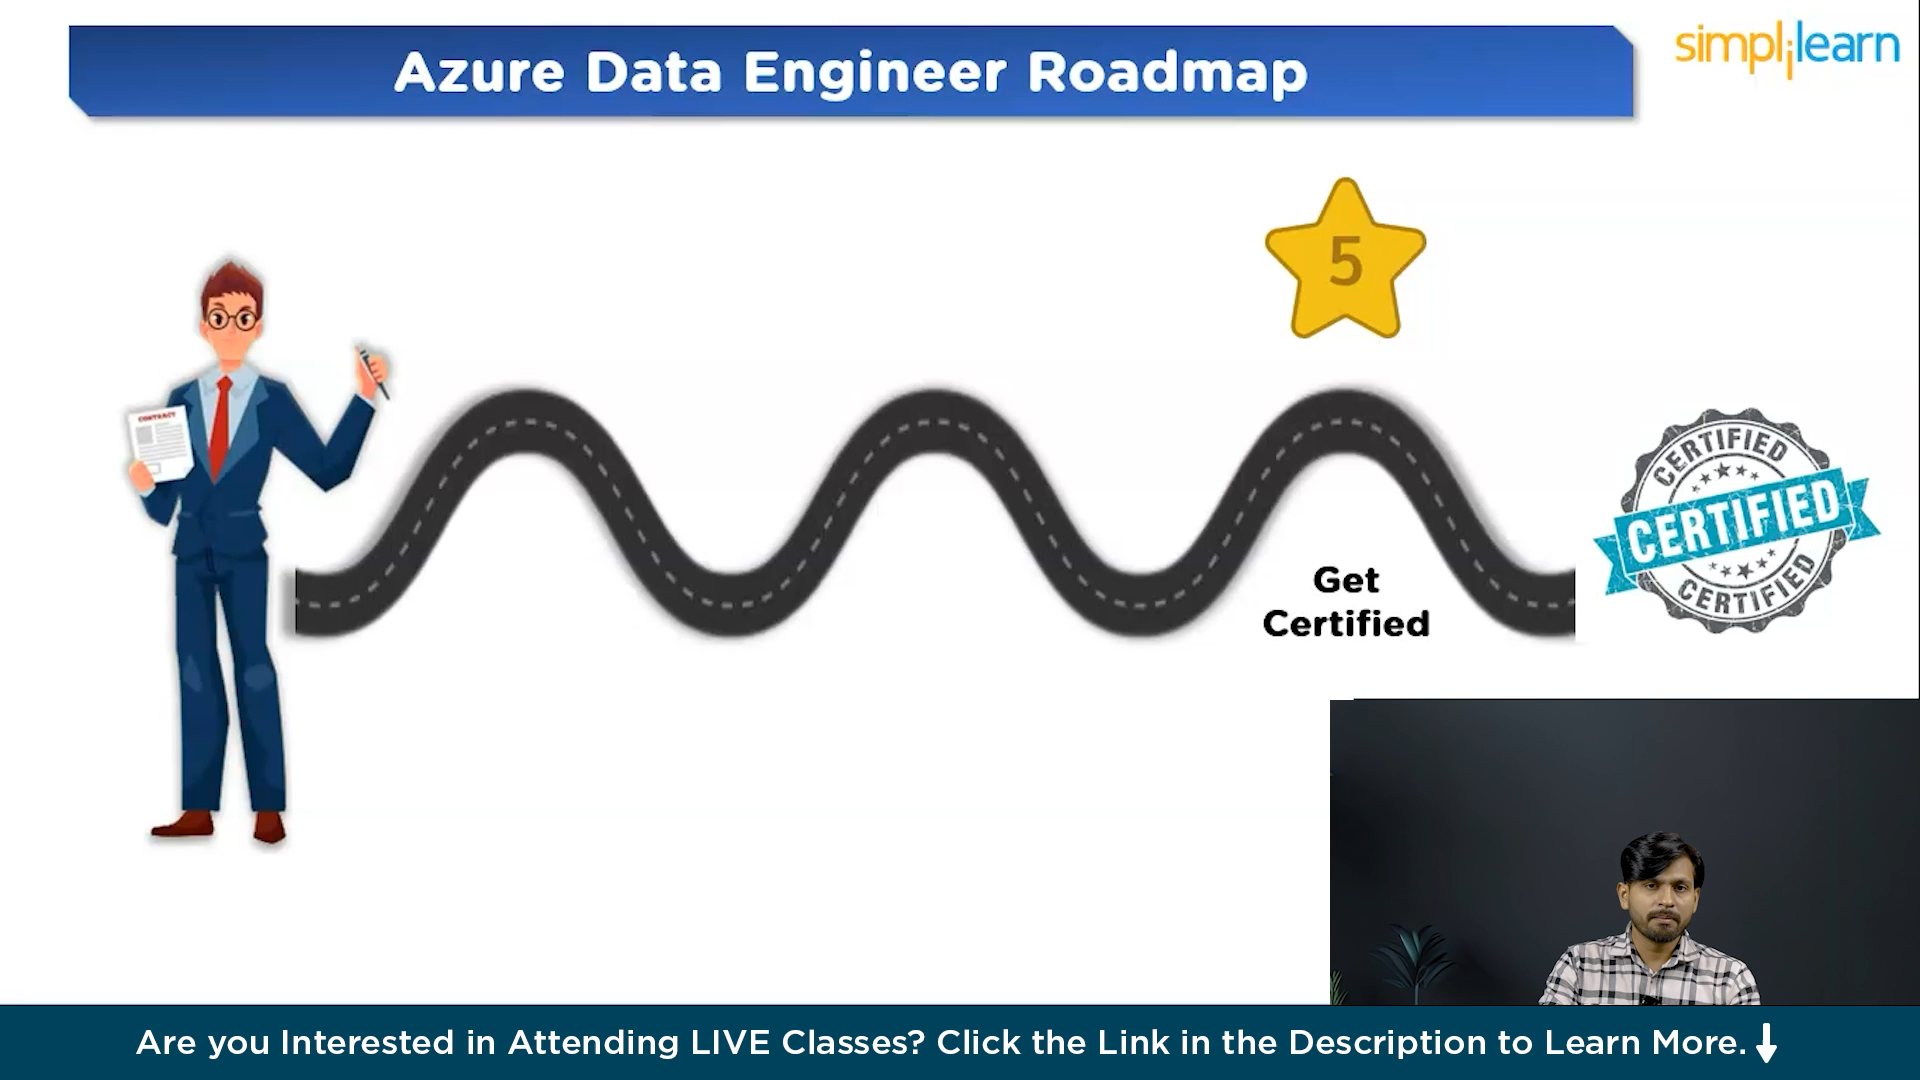 Azure Data Engineer Roadmap
simplilearn
5
CONTRACT
Get
Certified
CERTIFIED
CERTIFIED
CERTIFIED
Are you Interested in Attending LIVE Classes? Click the Link in the Description to Learn More.